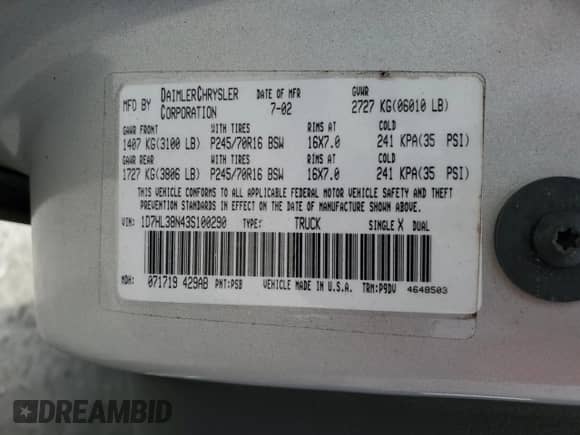 MFD BY DAIMLERCHRYSLER CORPORATION DATE OF MFR 7-02 GVWR 2727 KG(06010 LB)
GAWR FRONT WITH TIRES RIMS AT COLD
1407 KG(3100 LB) P245/70R16 BSW 16X7.0 241 KPA(35 PSI)
GAWR REAR WITH TIRES RIMS AT COLD
1727 KG(3806 LB) P245/70R16 BSW 16X7.0 241 KPA(35 PSI)
THIS VEHICLE CONFORMS TO ALL APPLICABLE FEDERAL MOTOR VEHICLE SAFETY AND THEFT
PREVENTION STANDARDS IN EFFECT ON THE DATE OF MANUFACTURE SHOWN ABOVE.
VIN: 1D7HL38N43S100290 TYPE: TRUCK SINGLE X DUAL
MDH: 071719 429AB PNT:PSB VEHICLE MADE IN U.S.A. TRM:P9DV 4648503
DREAMBID